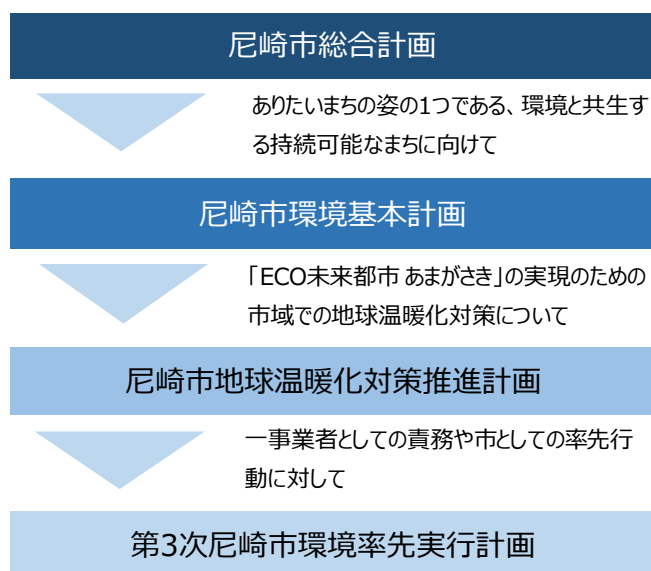 尼崎市総合計画
ありたいまちの姿の1つである、環境と共生す
る持続可能なまちに向けて
尼崎市環境基本計画
「ECO未来都市 あまがさき」の実現のための
市域での地球温暖化対策について
尼崎市地球温暖化対策推進計画
一事業者としての責務や市としての率先行
動に対して
第3次尼崎市環境率先実行計画